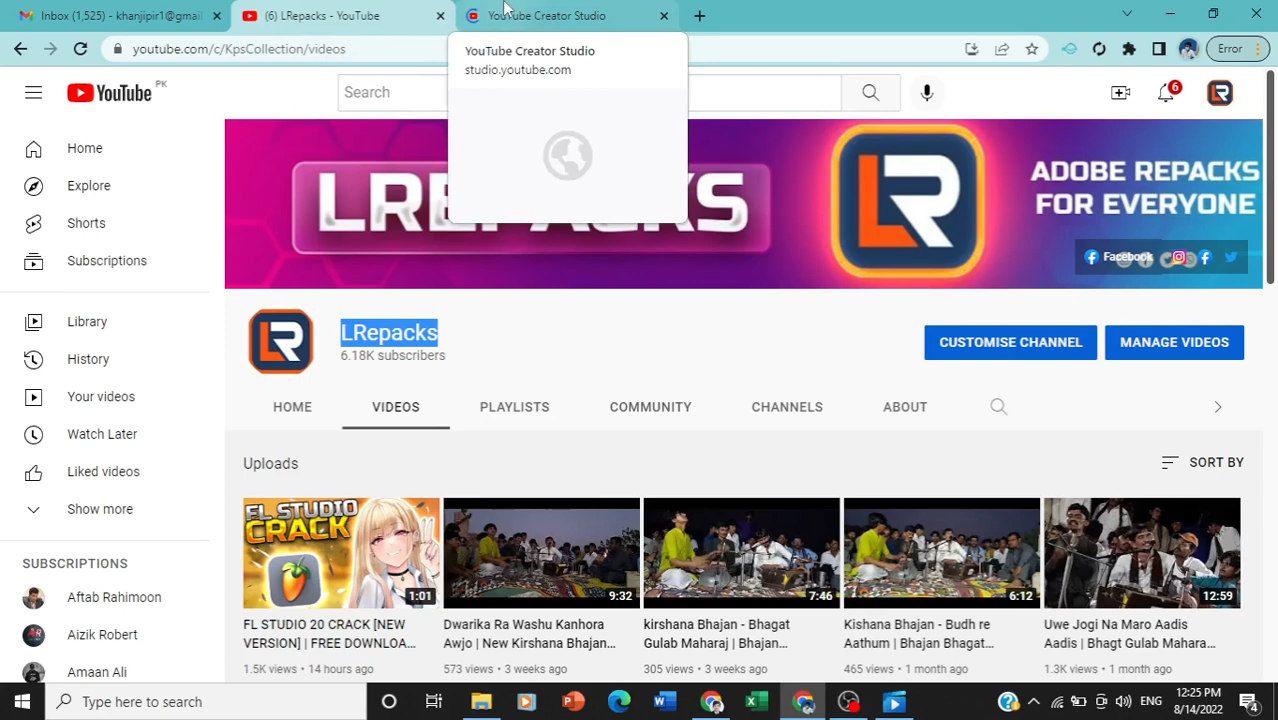 Inbox (1,525) - khanjipir1@gmail
(6) LRepacks - YouTube
YouTube Creator Studio
youtube.com/c/KpsCollection/videos
Error
YouTube Creator Studio
studio.youtube.com
YouTube PK
Search
6
LR
Home
Explore
Shorts
Subscriptions
Library
History
Your videos
Watch Later
Liked videos
Show more
SUBSCRIPTIONS
Aftab Rahimoon
Aizik Robert
Amaan Ali
LREPACKS
LR
ADOBE REPACKS
FOR EVERYONE
Facebook
LR
LRepacks
6.18K subscribers
CUSTOMISE CHANNEL
MANAGE VIDEOS
HOME
VIDEOS
PLAYLISTS
COMMUNITY
CHANNELS
ABOUT
Uploads
SORT BY
FL STUDIO
CRACK
1:01
9:32
7:46
6:12
12:59
FL STUDIO 20 CRACK [NEW
VERSION] | FREE DOWNLOA...
1.5K views • 14 hours ago
Dwarika Ra Washu Kanhora
Awjo | New Kirshana Bhajan...
573 views • 3 weeks ago
kirshana Bhajan - Bhagat
Gulab Maharaj | Bhajan...
305 views • 3 weeks ago
Kishana Bhajan - Budh re
Aathum | Bhajan Bhagat...
465 views • 1 month ago
Uwe Jogi Na Maro Aadis
Aadis | Bhagt Gulab Mahara...
1.3K views • 1 month ago
Type here to search
ENG
12:25 PM
8/14/2022
4